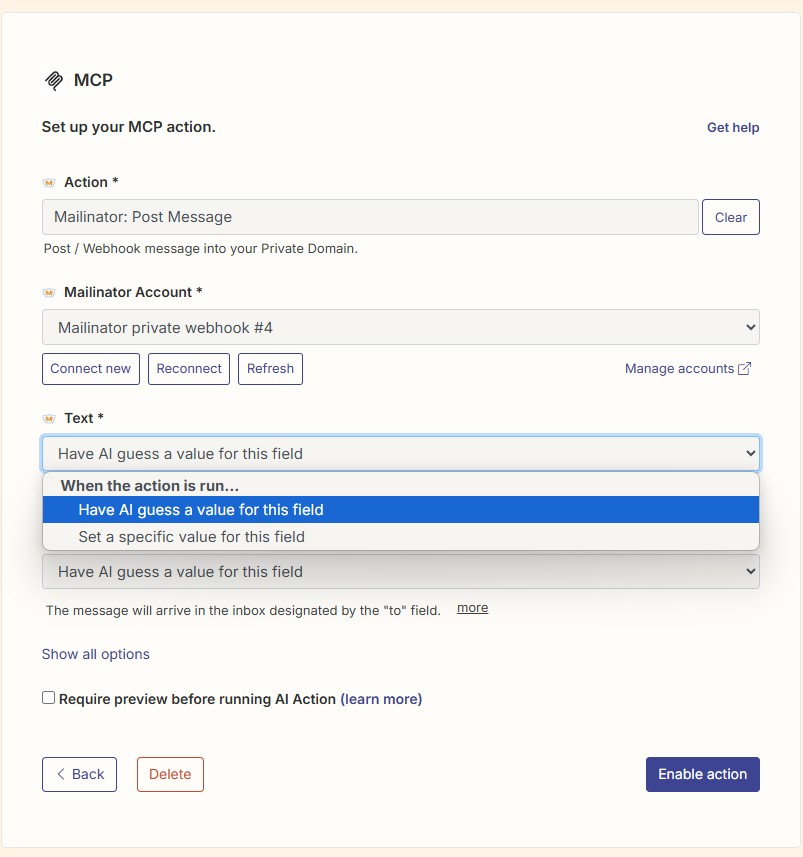 MCP
Set up your MCP action.
Get help
Action *
Mailinator: Post Message
Clear
Post / Webhook message into your Private Domain.
Mailinator Account *
Mailinator private webhook #4
Connect new
Reconnect
Refresh
Manage accounts
Text *
Have AI guess a value for this field
When the action is run...
Have AI guess a value for this field
Set a specific value for this field
Have AI guess a value for this field
The message will arrive in the inbox designated by the "to" field. more
Show all options
Require preview before running AI Action (learn more)
Back
Delete
Enable action